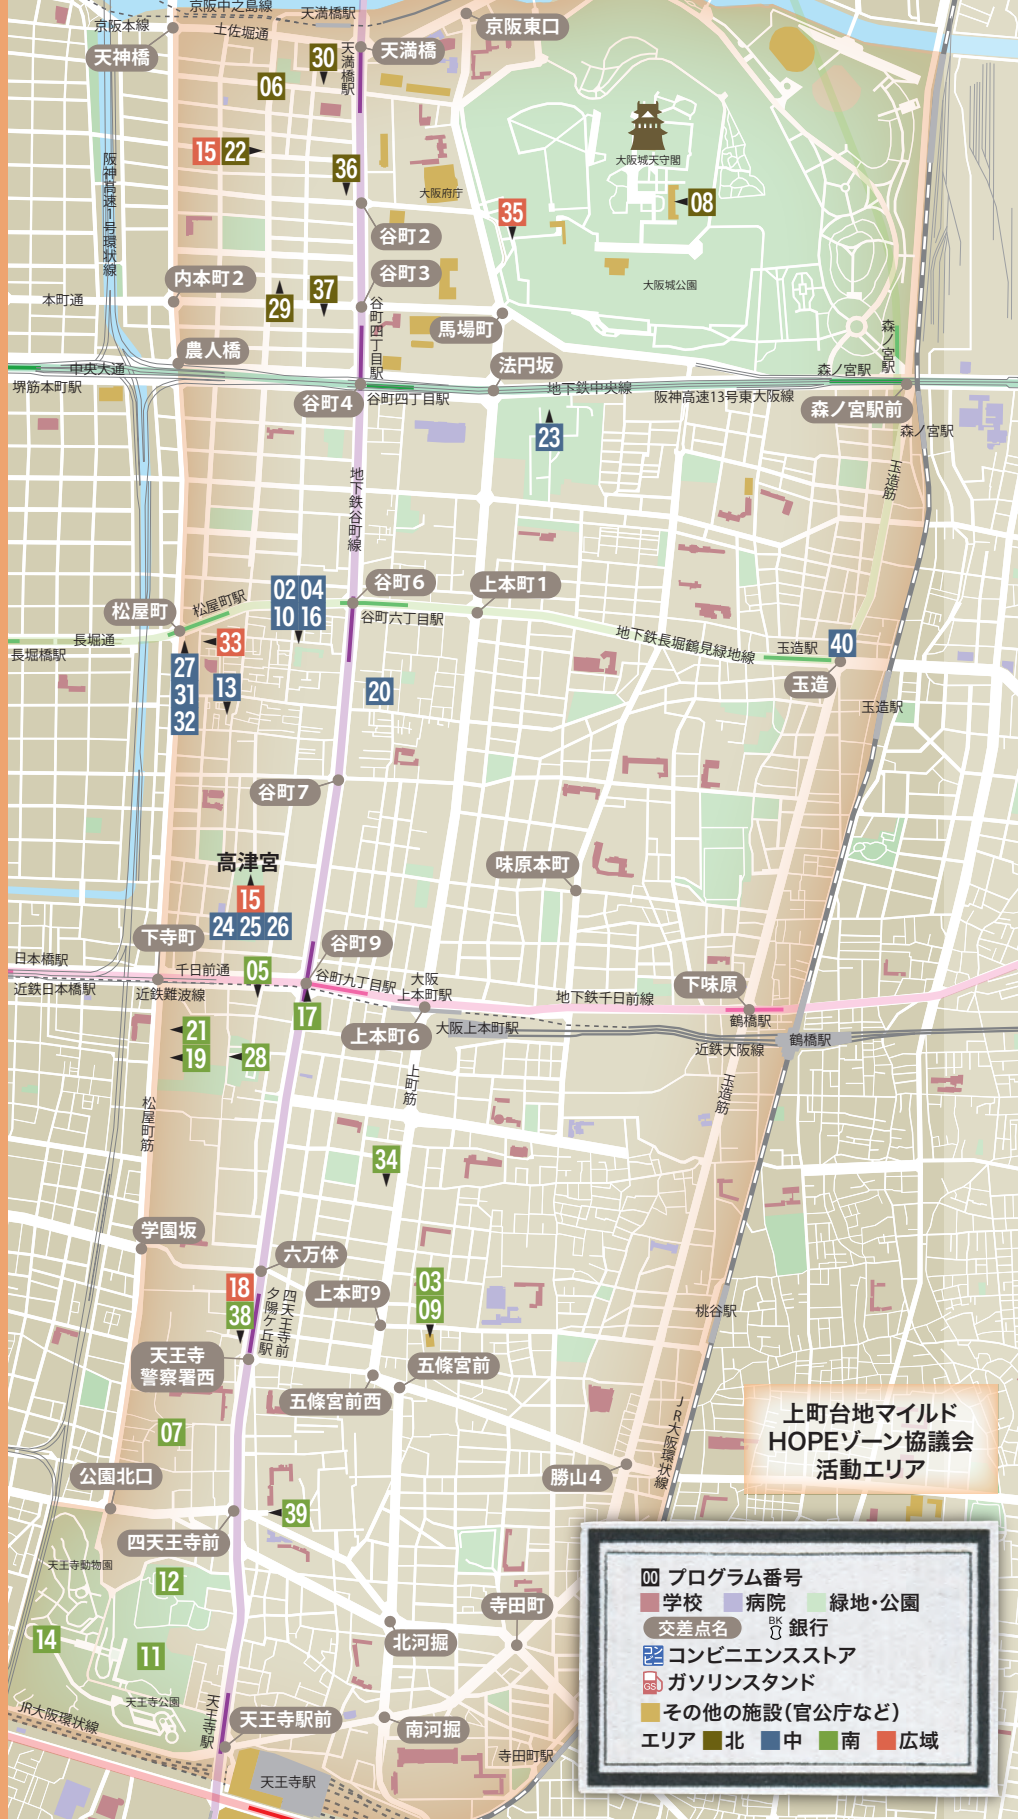 京阪中之島線
天満橋駅
京阪本線
土佐堀通
京阪東口
天神橋
天満橋駅
天満橋
30
06
大阪城天守閣
15 22
36
大阪府庁
08
35
阪神高速1号環状線
谷町2
谷町3
内本町2
大阪城公園
本町通
29
37
谷町四丁目駅
馬場町
森ノ宮駅
農人橋
法円坂
中央大通
森ノ宮駅
堺筋本町駅
谷町4
谷町四丁目駅
地下鉄中央線
阪神高速13号東大阪線
森ノ宮駅前
森ノ宮駅
23
玉造筋
地下鉄谷町線
02 04
10 16
谷町6
上本町1
松屋町
松屋町駅
谷町六丁目駅
長堀通
長堀橋駅
33
地下鉄長堀鶴見緑地線
玉造駅
40
27
31
32
13
20
玉造
玉造駅
谷町7
高津宮
15
24 25 26
味原本町
下寺町
谷町9
日本橋駅
千日前通
05
谷町九丁目駅
大阪
上本町駅
下味原
近鉄日本橋駅
近鉄難波線
地下鉄千日前線
17
鶴橋駅
21
上本町6
大阪上本町駅
鶴橋駅
19
28
近鉄大阪線
上町筋
玉造筋
松屋町筋
34
学園坂
六万体
18
38
上本町9
03
09
四天王寺前
夕陽ケ丘駅
桃谷駅
天王寺
警察署西
五條宮前
五條宮前西
JR大阪環状線
上町台地マイルド
HOPEゾーン協議会
活動エリア
07
公園北口
勝山4
39
四天王寺前
天王寺動物園
12
00 プログラム番号
学校 病院 緑地・公園
交差点名 BK 銀行
コンビニ コンビニエンスストア
GS ガソリンスタンド
その他の施設(官公庁など)
エリア 北 中 南 広域
寺田町
14
北河掘
11
天王寺公園
天王寺駅
JR大阪環状線
天王寺駅前
南河掘
寺田町駅
天王寺駅